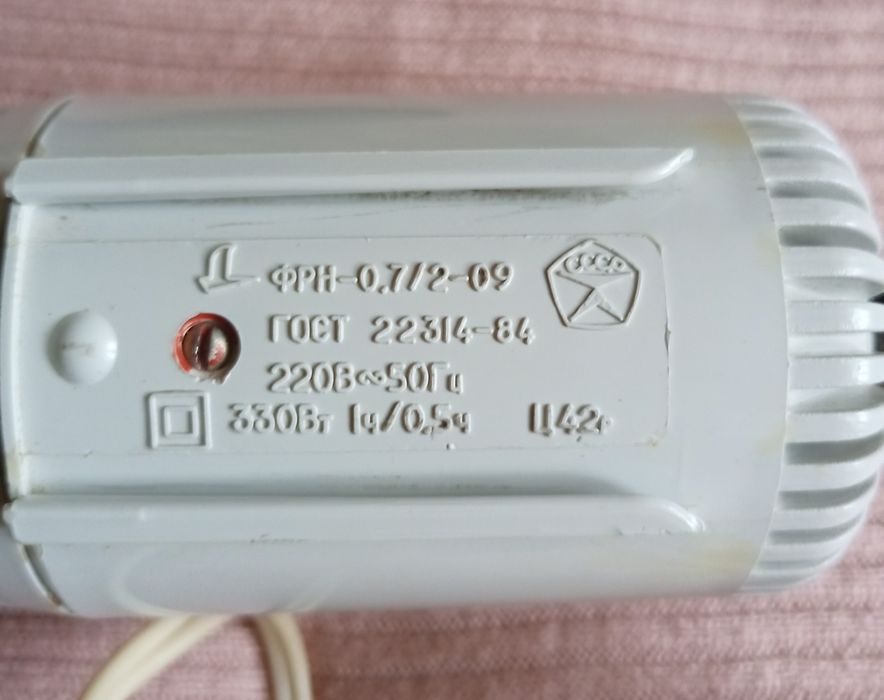 ФРН-0,7/2-09
СССР
ГОСТ 22314-84
220В~50Гц
330Вт 1ч/0,5ч Ц42г